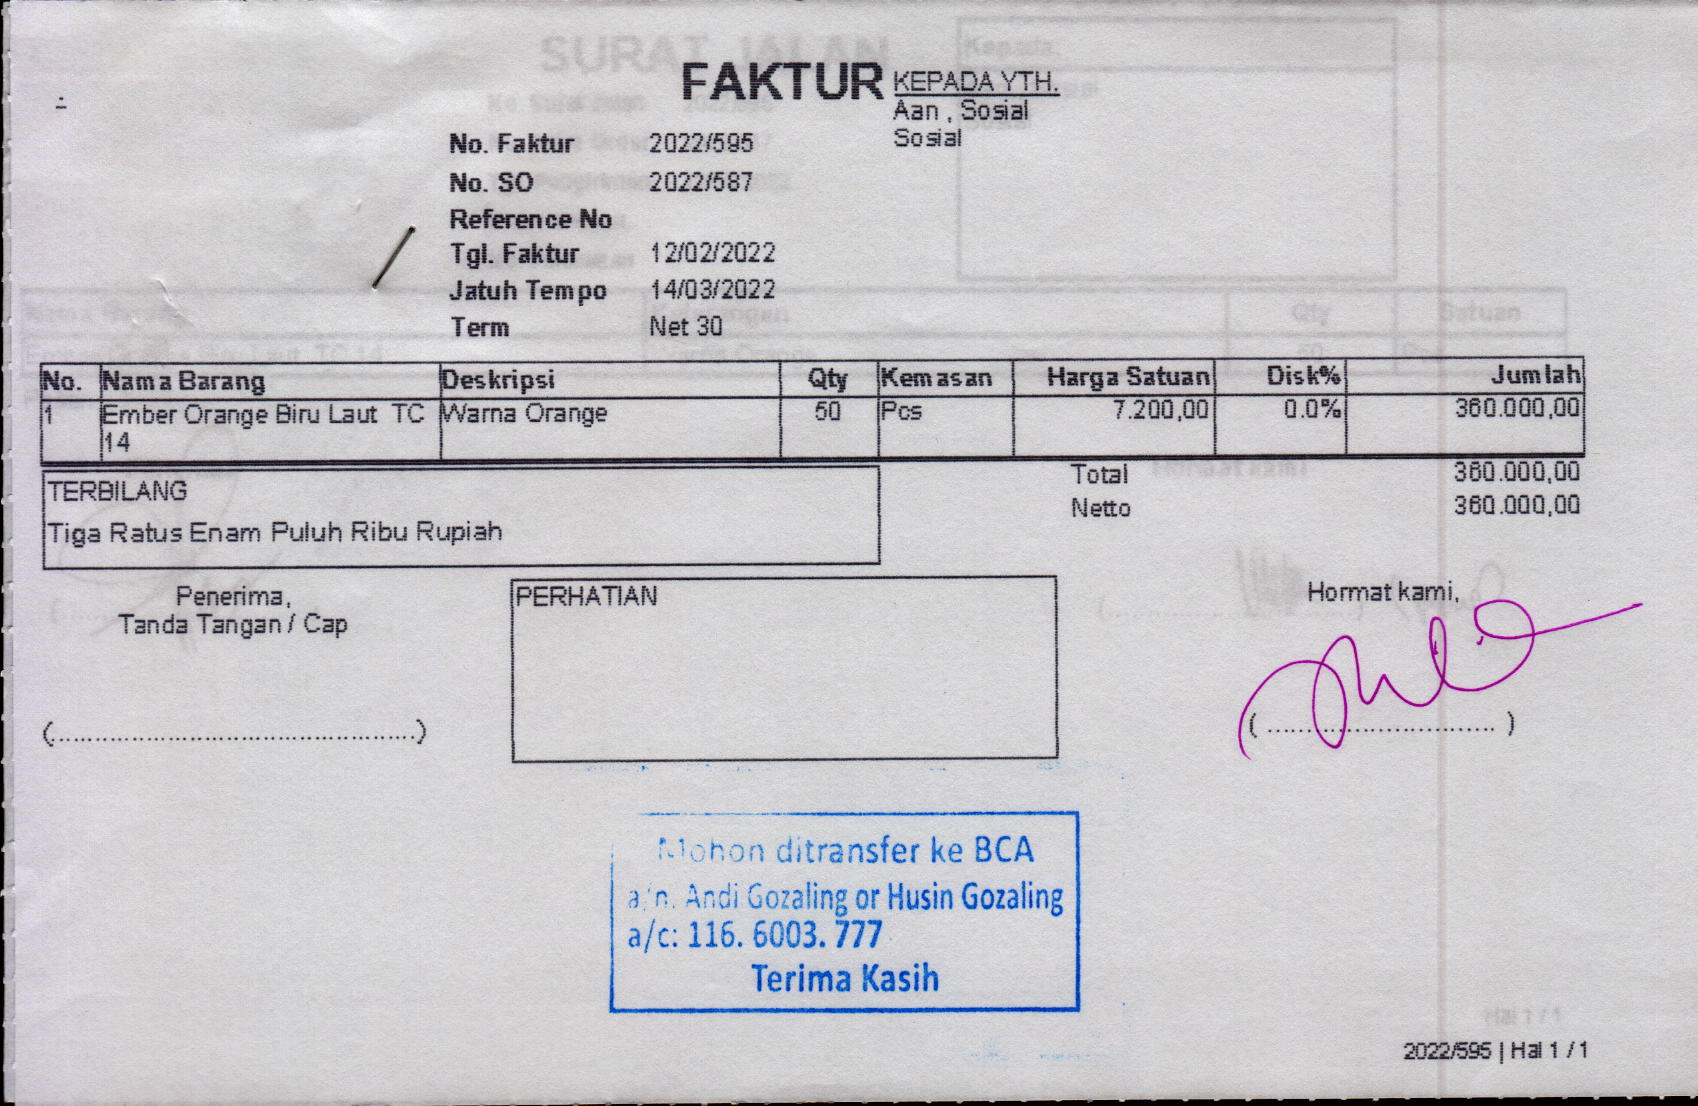 FAKTUR
KEPADA YTH.
Aan , Sosial
Sosial
No. Faktur 2022/595
No. SO 2022/587
Reference No
Tgl. Faktur 12/02/2022
Jatuh Tempo 14/03/2022
Term Net 30
No. Nama Barang Deskripsi Qty Kemasan Harga Satuan Disk% Jumlah
1 Ember Orange Biru Laut TC Warna Orange 50 Pcs 7.200,00 0.0% 360.000,00
14
Total 360.000,00
Netto 360.000,00
TERBILANG
Tiga Ratus Enam Puluh Ribu Rupiah
Penerima,
Tanda Tangan / Cap
(..........................................)
PERHATIAN
Hormat kami,
( ............................. )
Mohon ditransfer ke BCA
a/n. Andi Gozaling or Husin Gozaling
a/c: 116. 6003. 777
Terima Kasih
2022/595 | Hal 1 / 1